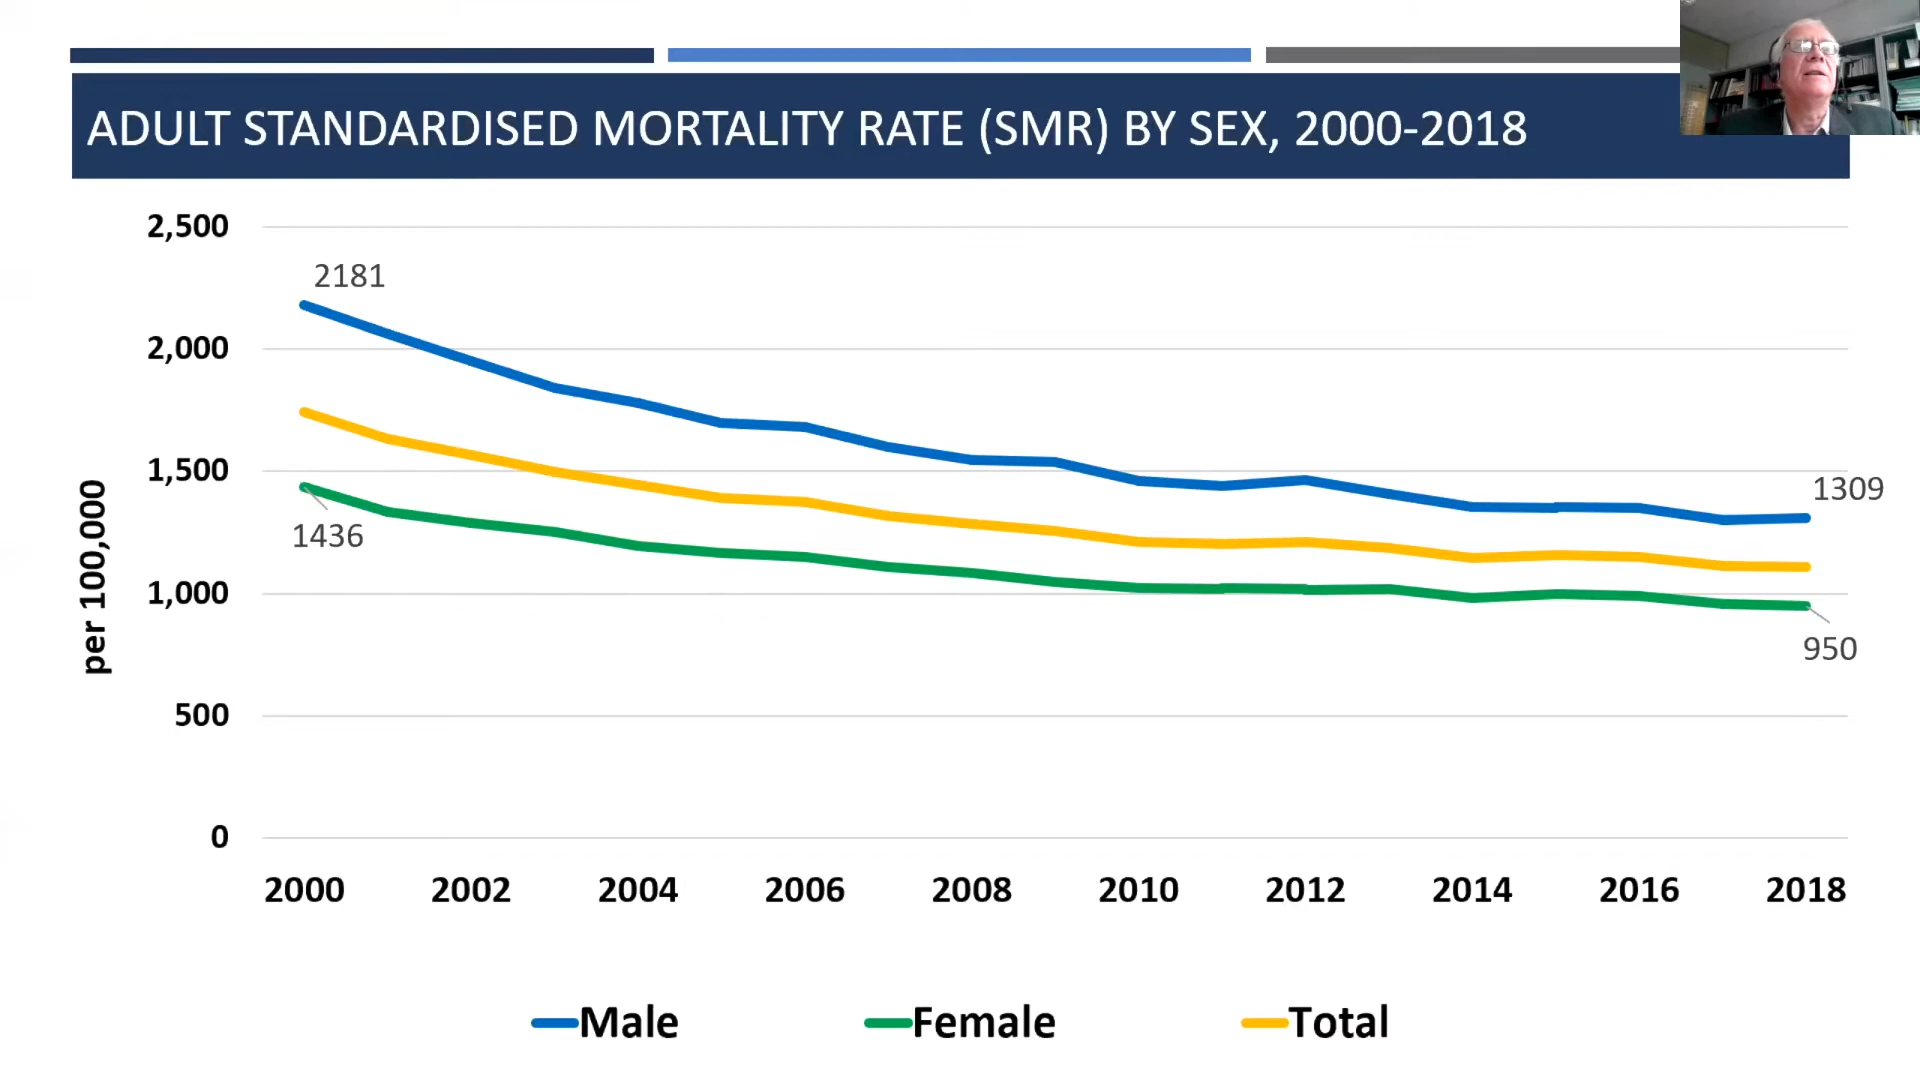 ADULT STANDARDISED MORTALITY RATE (SMR) BY SEX, 2000-2018
2,500
2181
2,000
1,500
1309
1436
per 100,000
1,000
950
500
0
2000 2002 2004 2006 2008 2010 2012 2014 2016 2018
Male Female Total